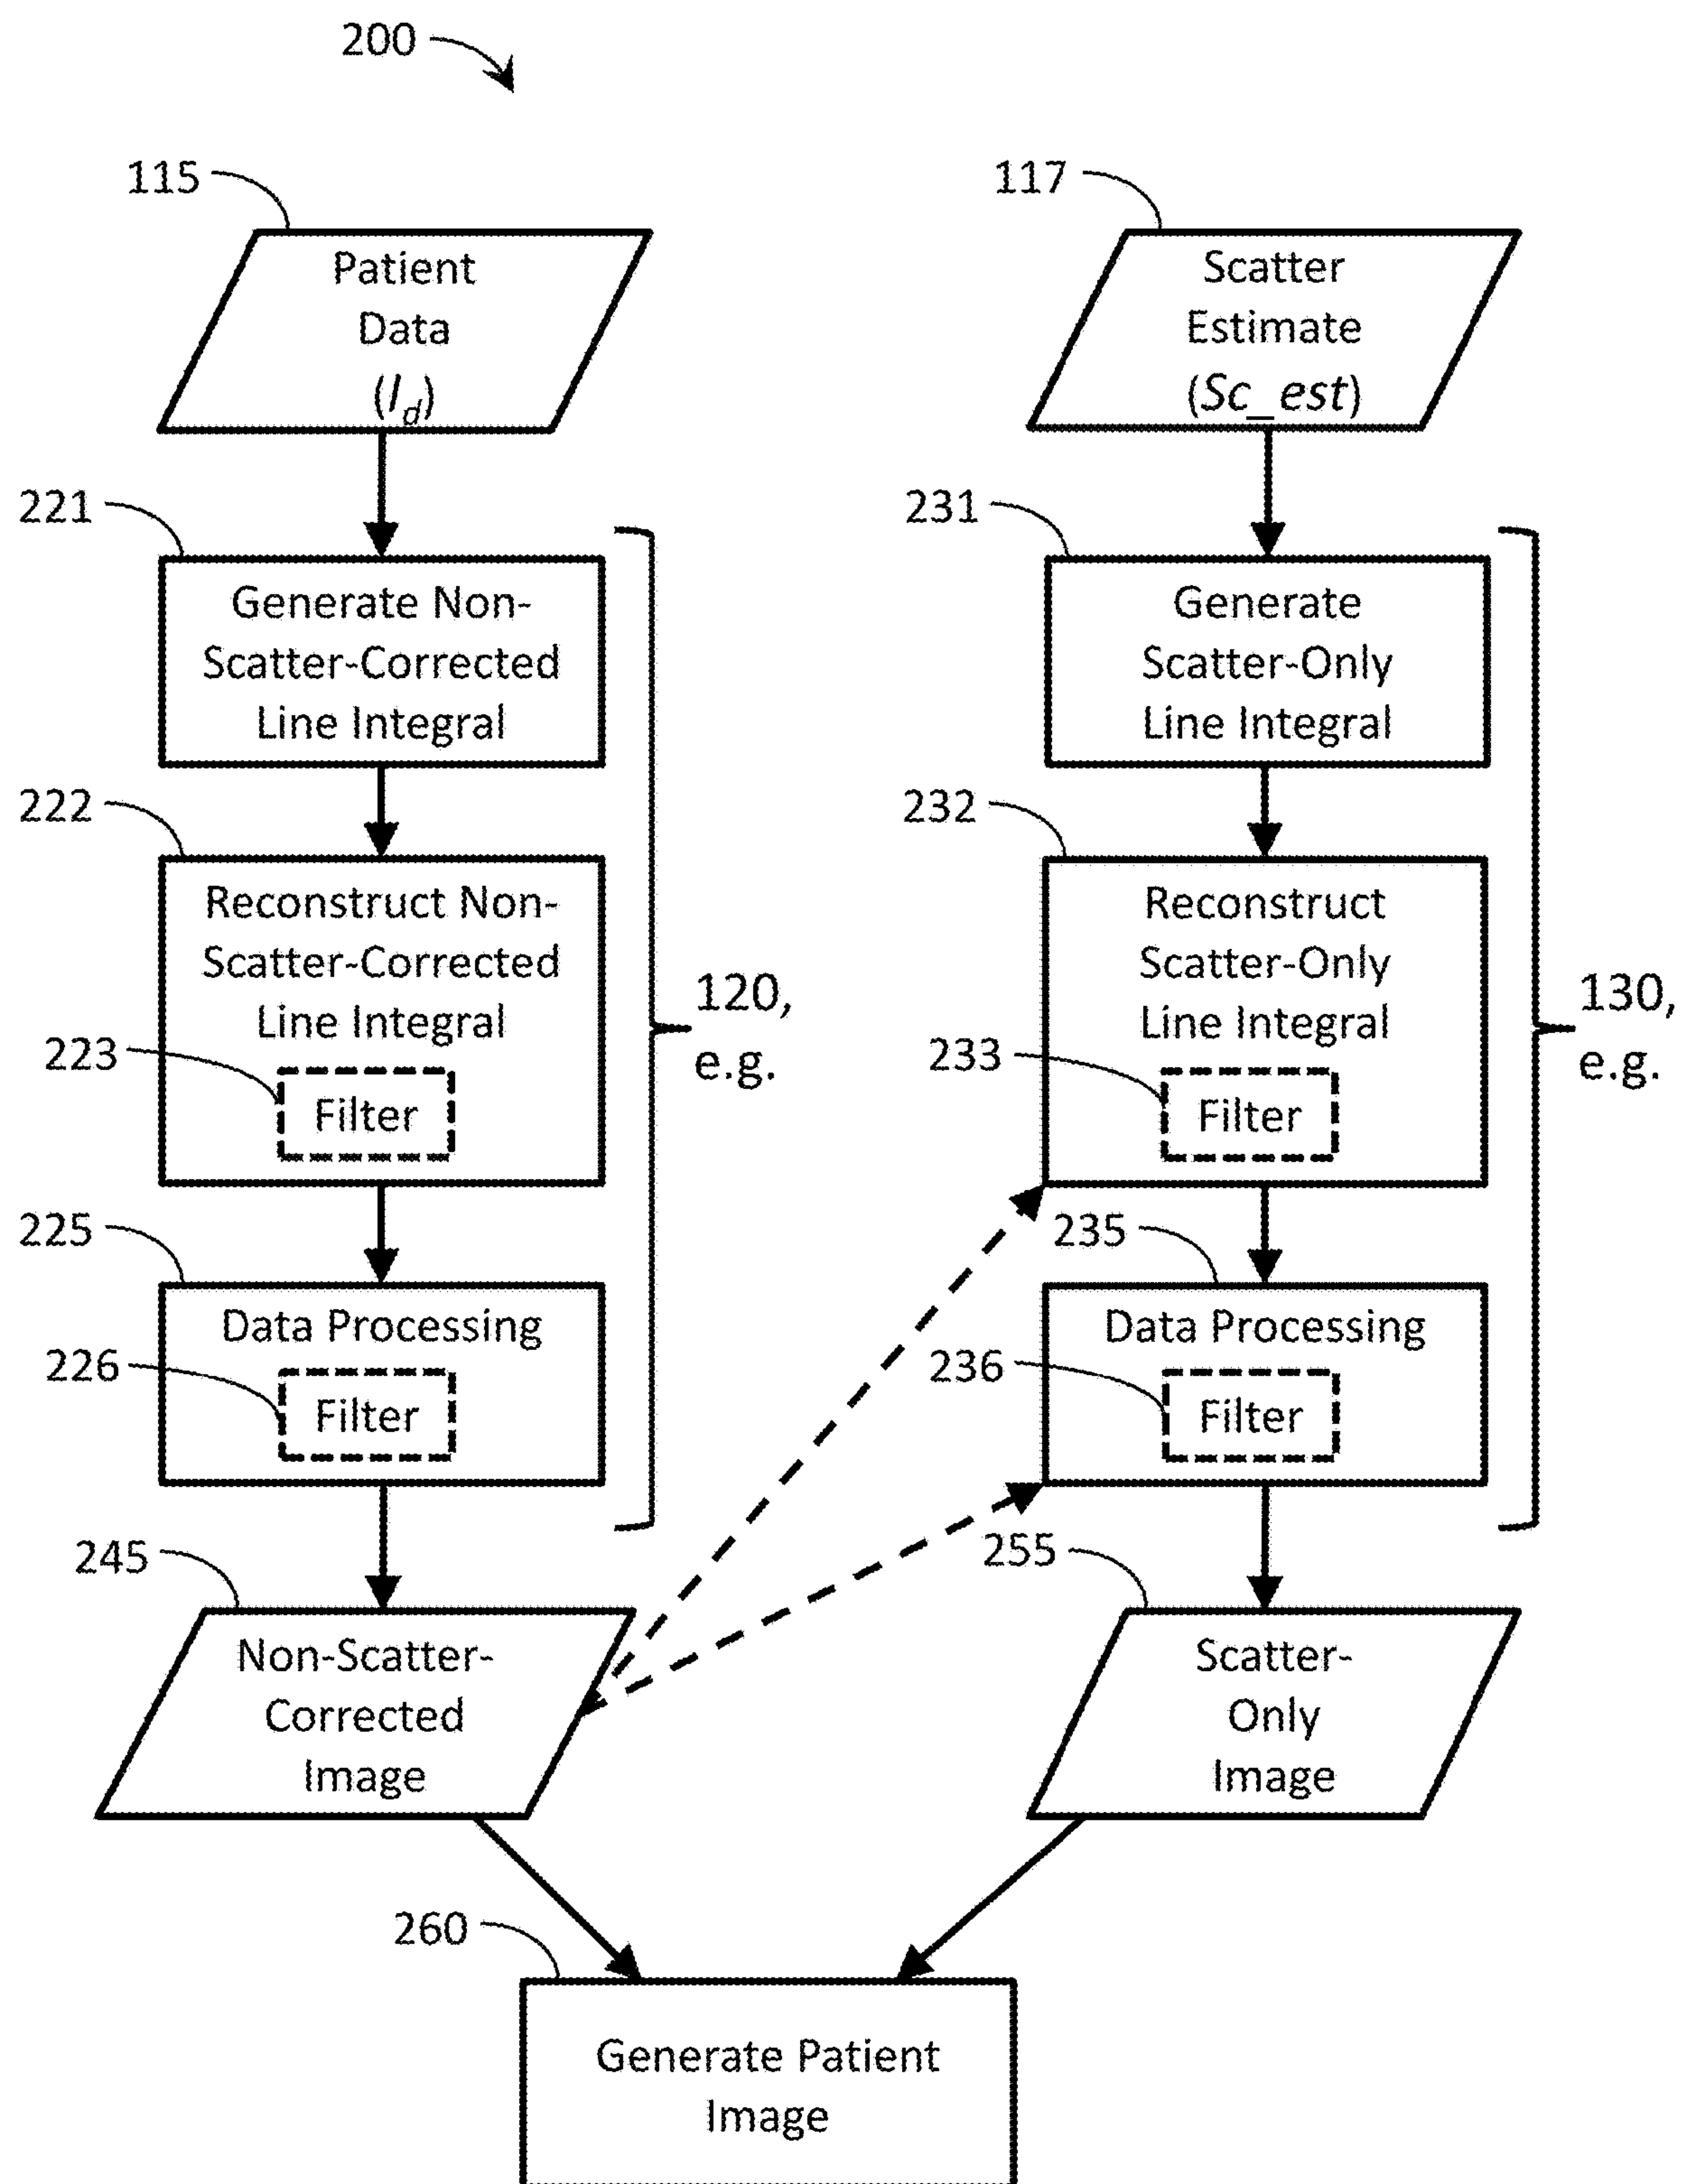 200
115
Patient
Data
(I_d)
117
Scatter
Estimate
(Sc_est)
221
Generate Non-
Scatter-Corrected
Line Integral
231
Generate
Scatter-Only
Line Integral
222
Reconstruct Non-
Scatter-Corrected
Line Integral
223
Filter
120,
e.g.
232
Reconstruct
Scatter-Only
Line Integral
233
Filter
130,
e.g.
225
Data Processing
226
Filter
235
Data Processing
236
Filter
245
Non-Scatter-
Corrected
Image
255
Scatter-
Only
Image
260
Generate Patient
Image